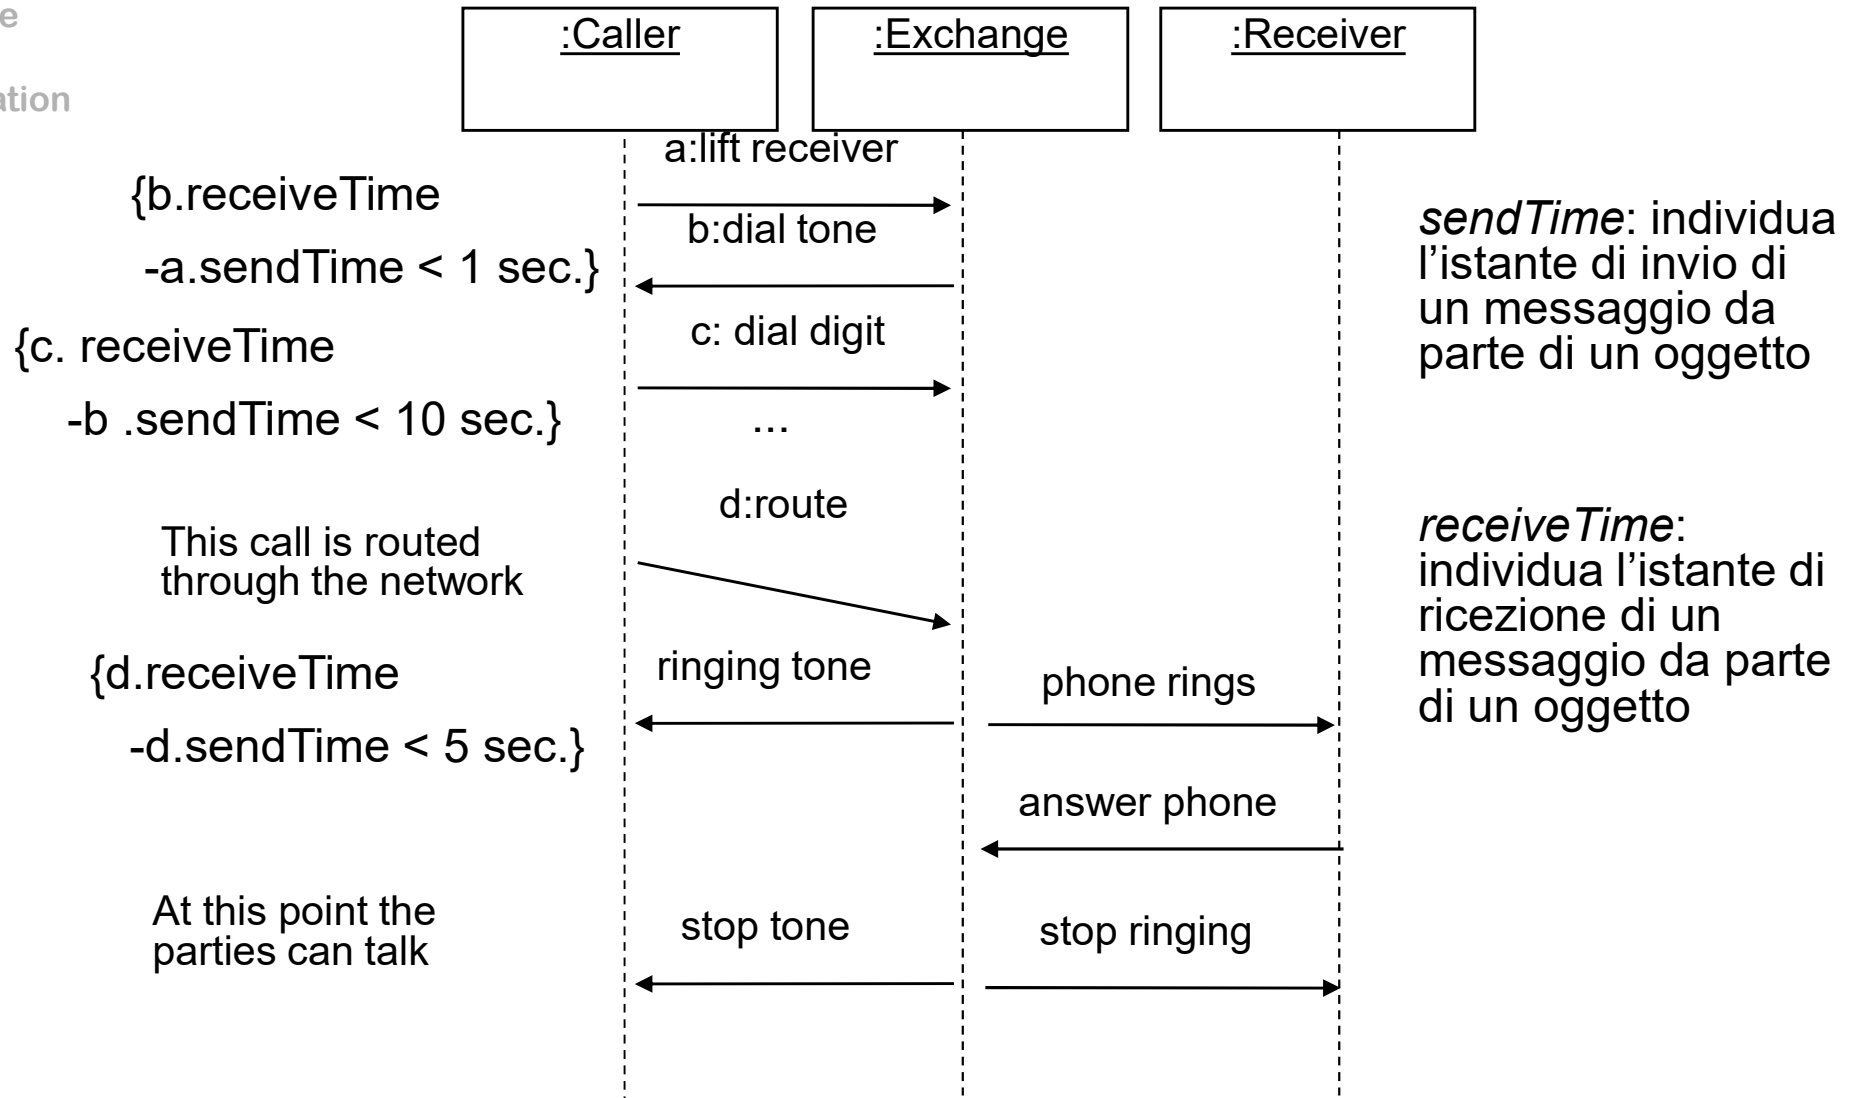 :Caller
:Exchange
:Receiver
a:lift receiver
{b.receiveTime
-a.sendTime < 1 sec.}
b:dial tone
{c. receiveTime
-b .sendTime < 10 sec.}
c: dial digit
...
d:route
This call is routed
through the network
{d.receiveTime
-d.sendTime < 5 sec.}
ringing tone
phone rings
answer phone
At this point the
parties can talk
stop tone
stop ringing
sendTime: individua
l’istante di invio di
un messaggio da
parte di un oggetto
receiveTime:
individua l’istante di
ricezione di un
messaggio da parte
di un oggetto